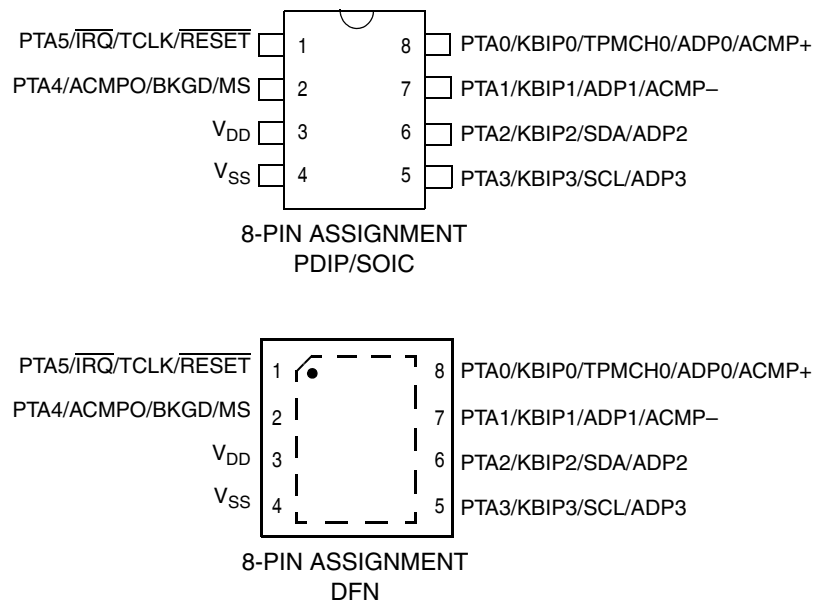 PTA5/IRQ/TCLK/RESET 1 8 PTA0/KBIP0/TPMCH0/ADP0/ACMP+
PTA4/ACMPO/BKGD/MS 2 7 PTA1/KBIP1/ADP1/ACMP–
VDD 3 6 PTA2/KBIP2/SDA/ADP2
VSS 4 5 PTA3/KBIP3/SCL/ADP3
8-PIN ASSIGNMENT
PDIP/SOIC
PTA5/IRQ/TCLK/RESET 1 8 PTA0/KBIP0/TPMCH0/ADP0/ACMP+
PTA4/ACMPO/BKGD/MS 2 7 PTA1/KBIP1/ADP1/ACMP–
VDD 3 6 PTA2/KBIP2/SDA/ADP2
VSS 4 5 PTA3/KBIP3/SCL/ADP3
8-PIN ASSIGNMENT
DFN